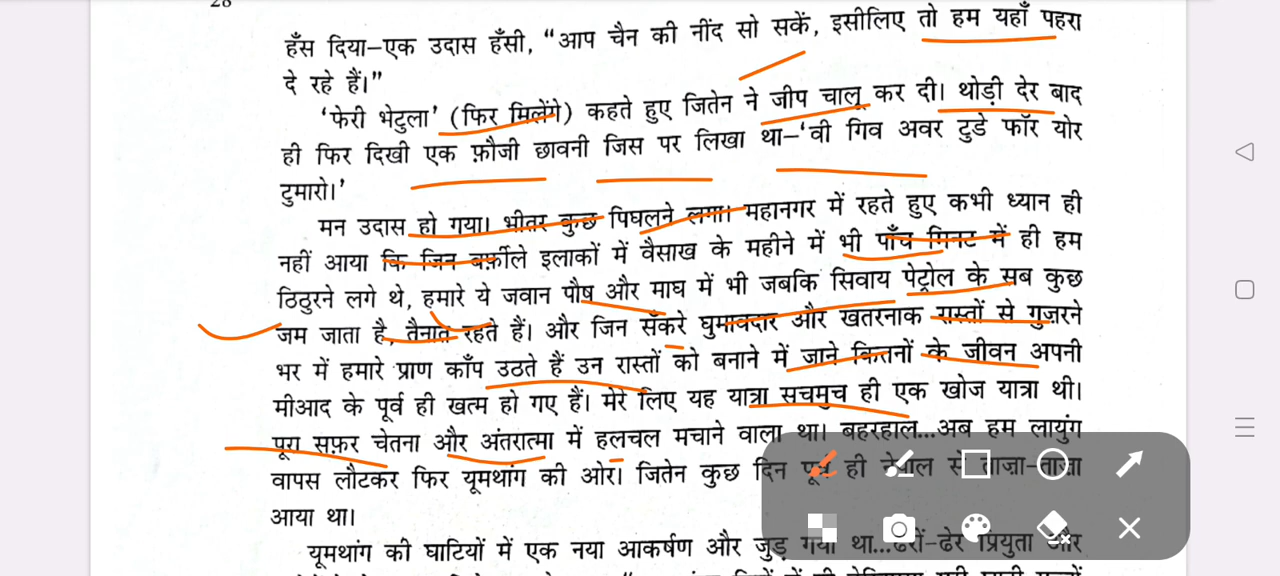 28
हँस दिया–एक उदास हँसी, “आप चैन की नींद सो सकें, इसीलिए तो हम यहाँ पहरा
दे रहे हैं।”
‘फेरी भेटुला’ (फिर मिलेंगे) कहते हुए जितेन ने जीप चालू कर दी। थोड़ी देर बाद
ही फिर दिखी एक फ़ौजी छावनी जिस पर लिखा था–‘वी गिव अवर टुडे फॉर योर
टुमारो।’
मन उदास हो गया। भीतर कुछ पिघलने लगा। महानगर में रहते हुए कभी ध्यान ही
नहीं आया कि जिन बर्फ़ीले इलाकों में वैसाख के महीने में भी पाँच मिनट में ही हम
ठिठुरने लगे थे, हमारे ये जवान पौष और माघ में भी जबकि सिवाय पेट्रोल के सब कुछ
जम जाता है, तैनात रहते हैं। और जिन सँकरे घुमावदार और खतरनाक रास्तों से गुज़रने
भर में हमारे प्राण काँप उठते हैं उन रास्तों को बनाने में जाने कितनों के जीवन अपनी
मीआद के पूर्व ही खत्म हो गए हैं। मेरे लिए यह यात्रा सचमुच ही एक खोज यात्रा थी।
पूरा सफ़र चेतना और अंतरात्मा में हलचल मचाने वाला था। बहरहाल...अब हम लायुंग
वापस लौटकर फिर यूमथांग की ओर। जितेन कुछ दिन पूर्व ही नेपाल से ताज़ा-ताज़ा
आया था।
यूमथांग की घाटियों में एक नया आकर्षण और जुड़ गया था...ढेरों-ढेर प्रियुता और